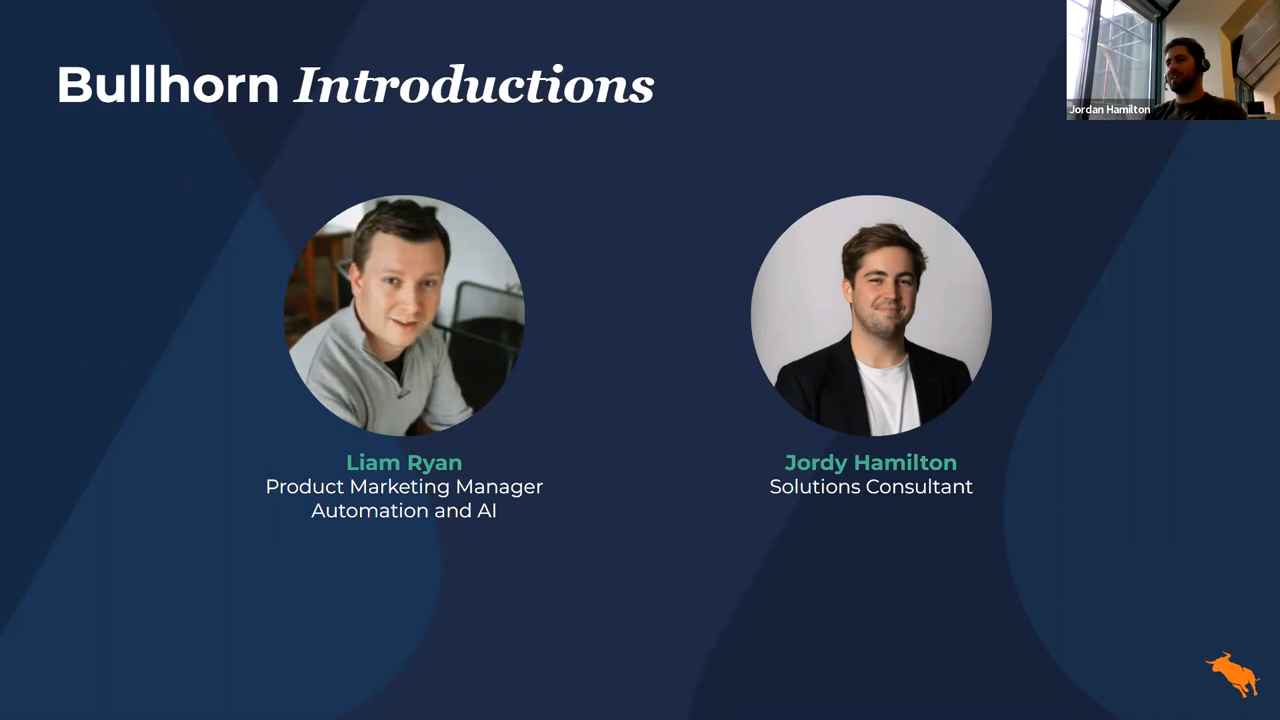 Bullhorn Introductions
Jordan Hamilton
Liam Ryan
Product Marketing Manager
Automation and AI
Jordy Hamilton
Solutions Consultant